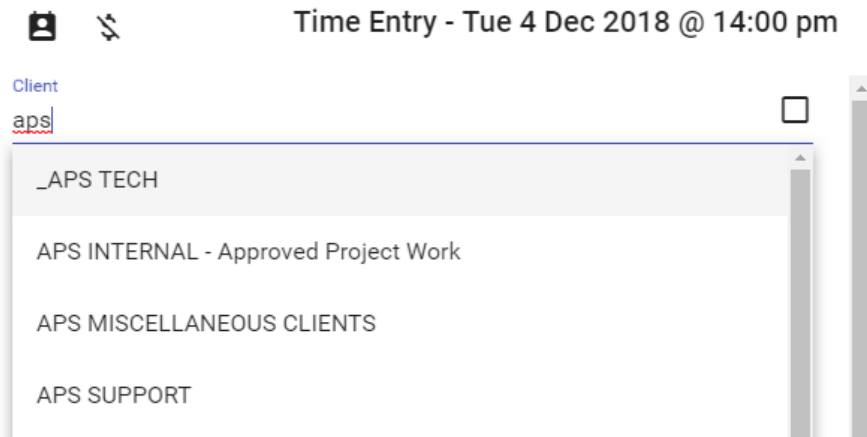 Time Entry - Tue 4 Dec 2018 @ 14:00 pm
Client
aps
_APS TECH
APS INTERNAL - Approved Project Work
APS MISCELLANEOUS CLIENTS
APS SUPPORT